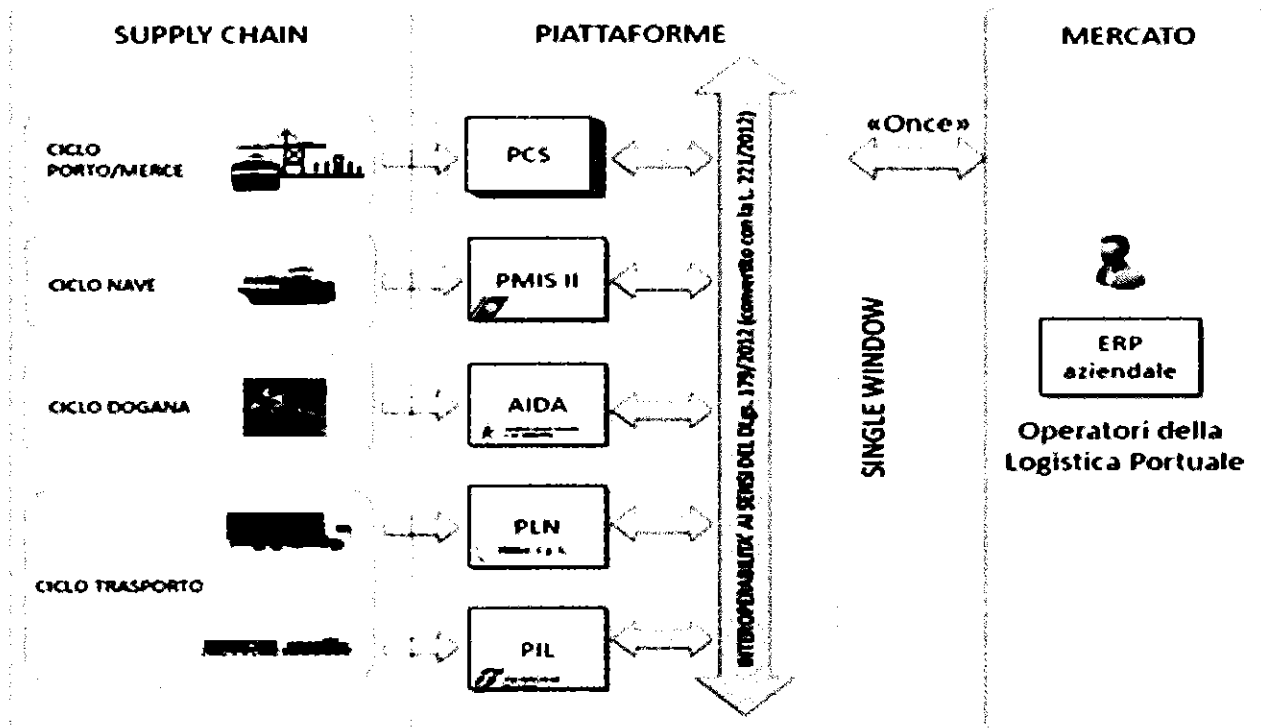 SUPPLY CHAIN
PIATTAFORME
MERCATO
CICLO
PORTO/MERCE
PCS
«Once»
CICLO NAVE
PMIS II
CICLO DOGANA
AIDA
CICLO TRASPORTO
PLN
PIL
INTEROPERABILITA' AI SENSI DEL Dlgs. 179/2012 (convertito con la L. 221/2012)
SINGLE WINDOW
ERP
aziendale
Operatori della
Logistica Portuale